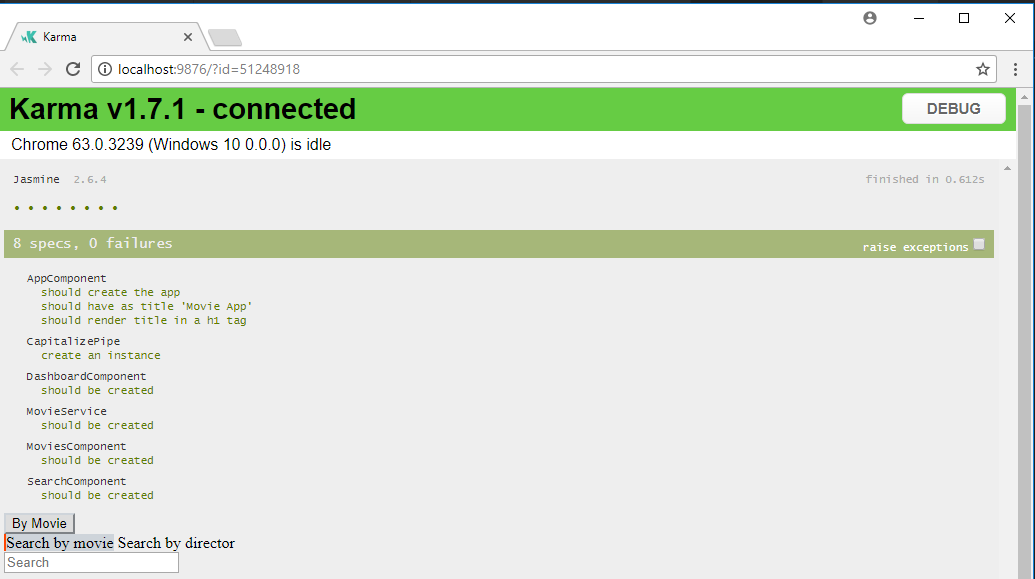 Karma
localhost:9876/?id=51248918
Karma v1.7.1 - connected
DEBUG
Chrome 63.0.3239 (Windows 10 0.0.0) is idle
Jasmine 2.6.4
finished in 0.612s
8 specs, 0 failures
raise exceptions
AppComponent
should create the app
should have as title 'Movie App'
should render title in a h1 tag
CapitalizePipe
create an instance
DashboardComponent
should be created
MovieService
should be created
MoviesComponent
should be created
SearchComponent
should be created
By Movie
Search by movie Search by director
Search